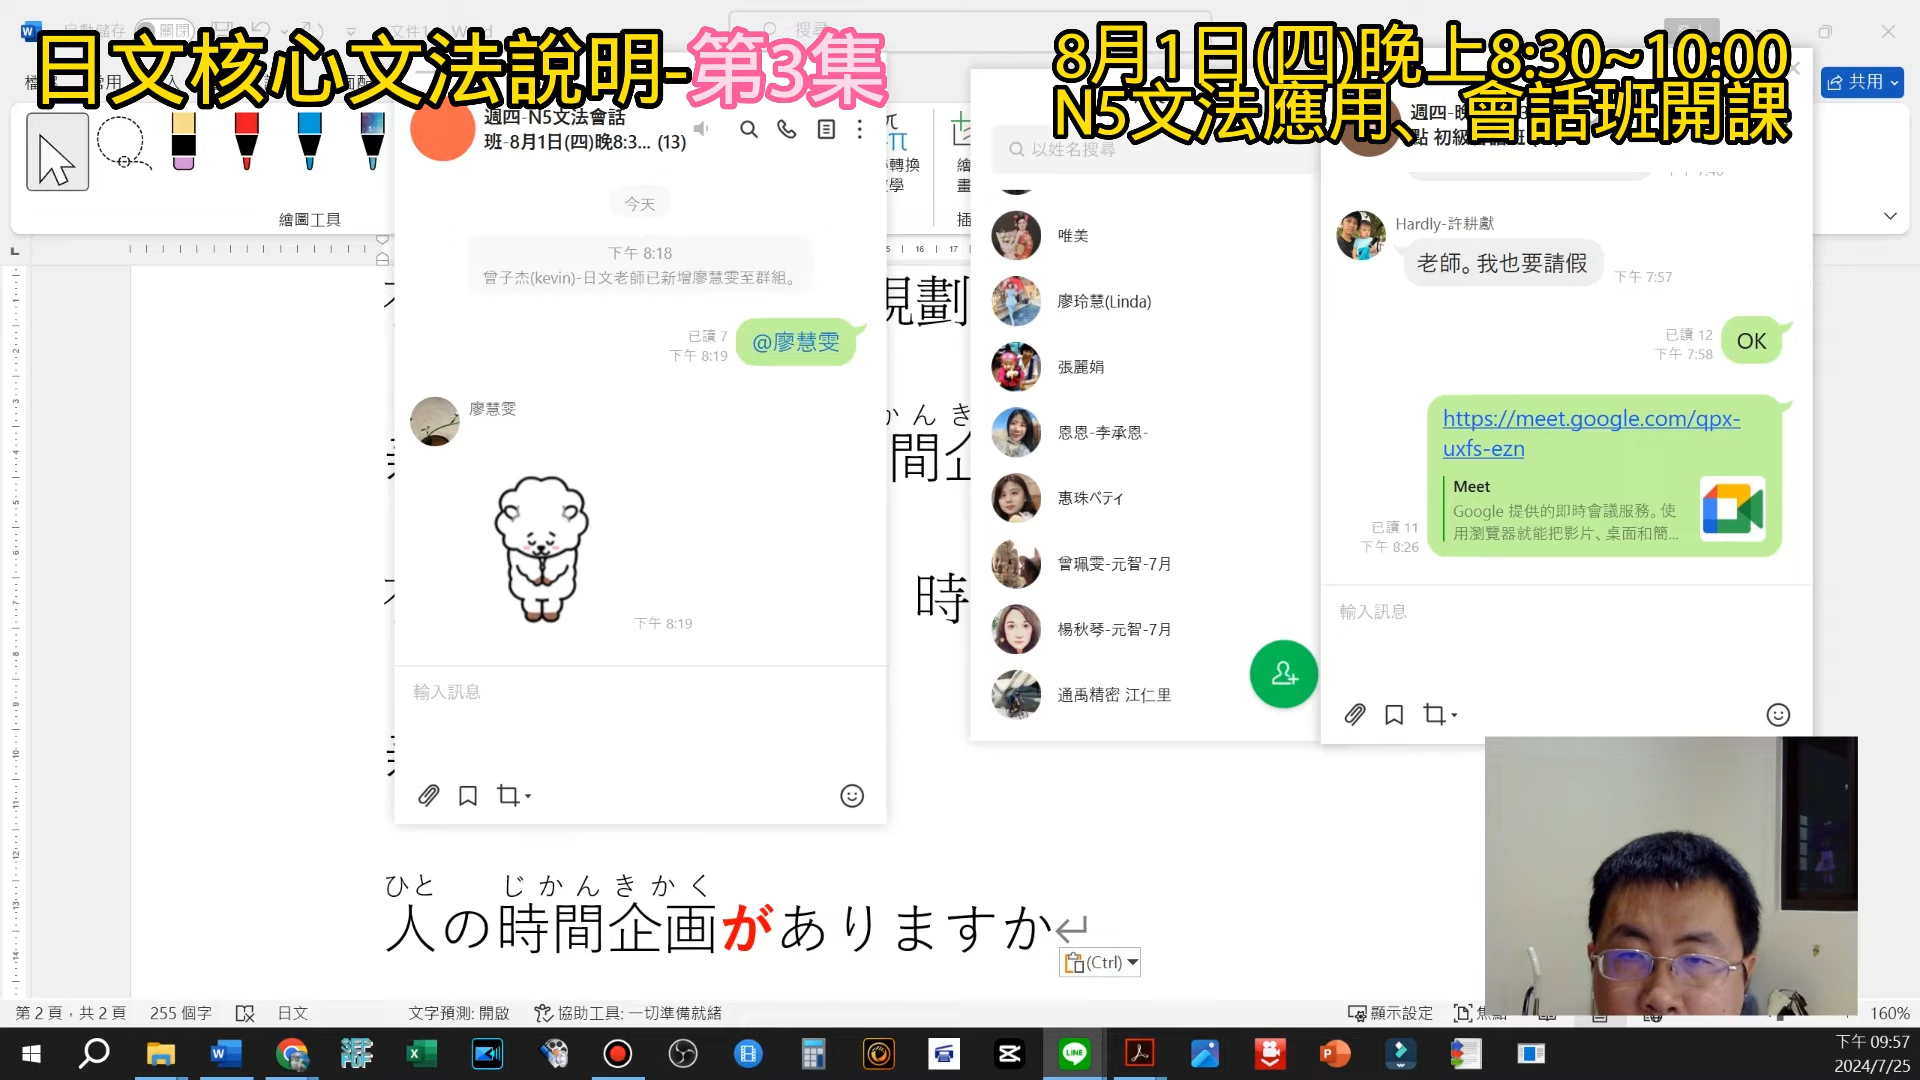 日文核心文法說明-第3集
8月1日(四)晚上8:30~10:00
N5文法應用、會話班開課
共用
繪圖工具
週四-N5文法會話
班-8月1日(四)晚8:3... (13)
今天
下午 8:18
曾子杰(kevin)-日文老師已新增廖慧雯至群組。
已讀 7
下午 8:19
@廖慧雯
廖慧雯
下午 8:19
輸入訊息
以姓名搜尋
唯美
廖玲慧(Linda)
張麗娟
恩恩-李承恩-
惠珠ベティ
曾珮雯-元智-7月
楊秋琴-元智-7月
通禹精密 江仁里
Hardly-許耕獻
老師。我也要請假
下午 7:57
已讀 12
下午 7:58
OK
https://meet.google.com/qpx-
uxfs-ezn
Meet
Google 提供的即時會議服務。使
用瀏覽器就能把影片、桌面和簡...
已讀 11
下午 8:26
輸入訊息
規劃
かんき
間企
時
ひと じかんきかく
人の時間企画がありますか
(Ctrl)
第 2 頁，共 2 頁
255 個字
日文
文字預測: 開啟
協助工具: 一切準備就緒
顯示設定
160%
下午 09:57
2024/7/25